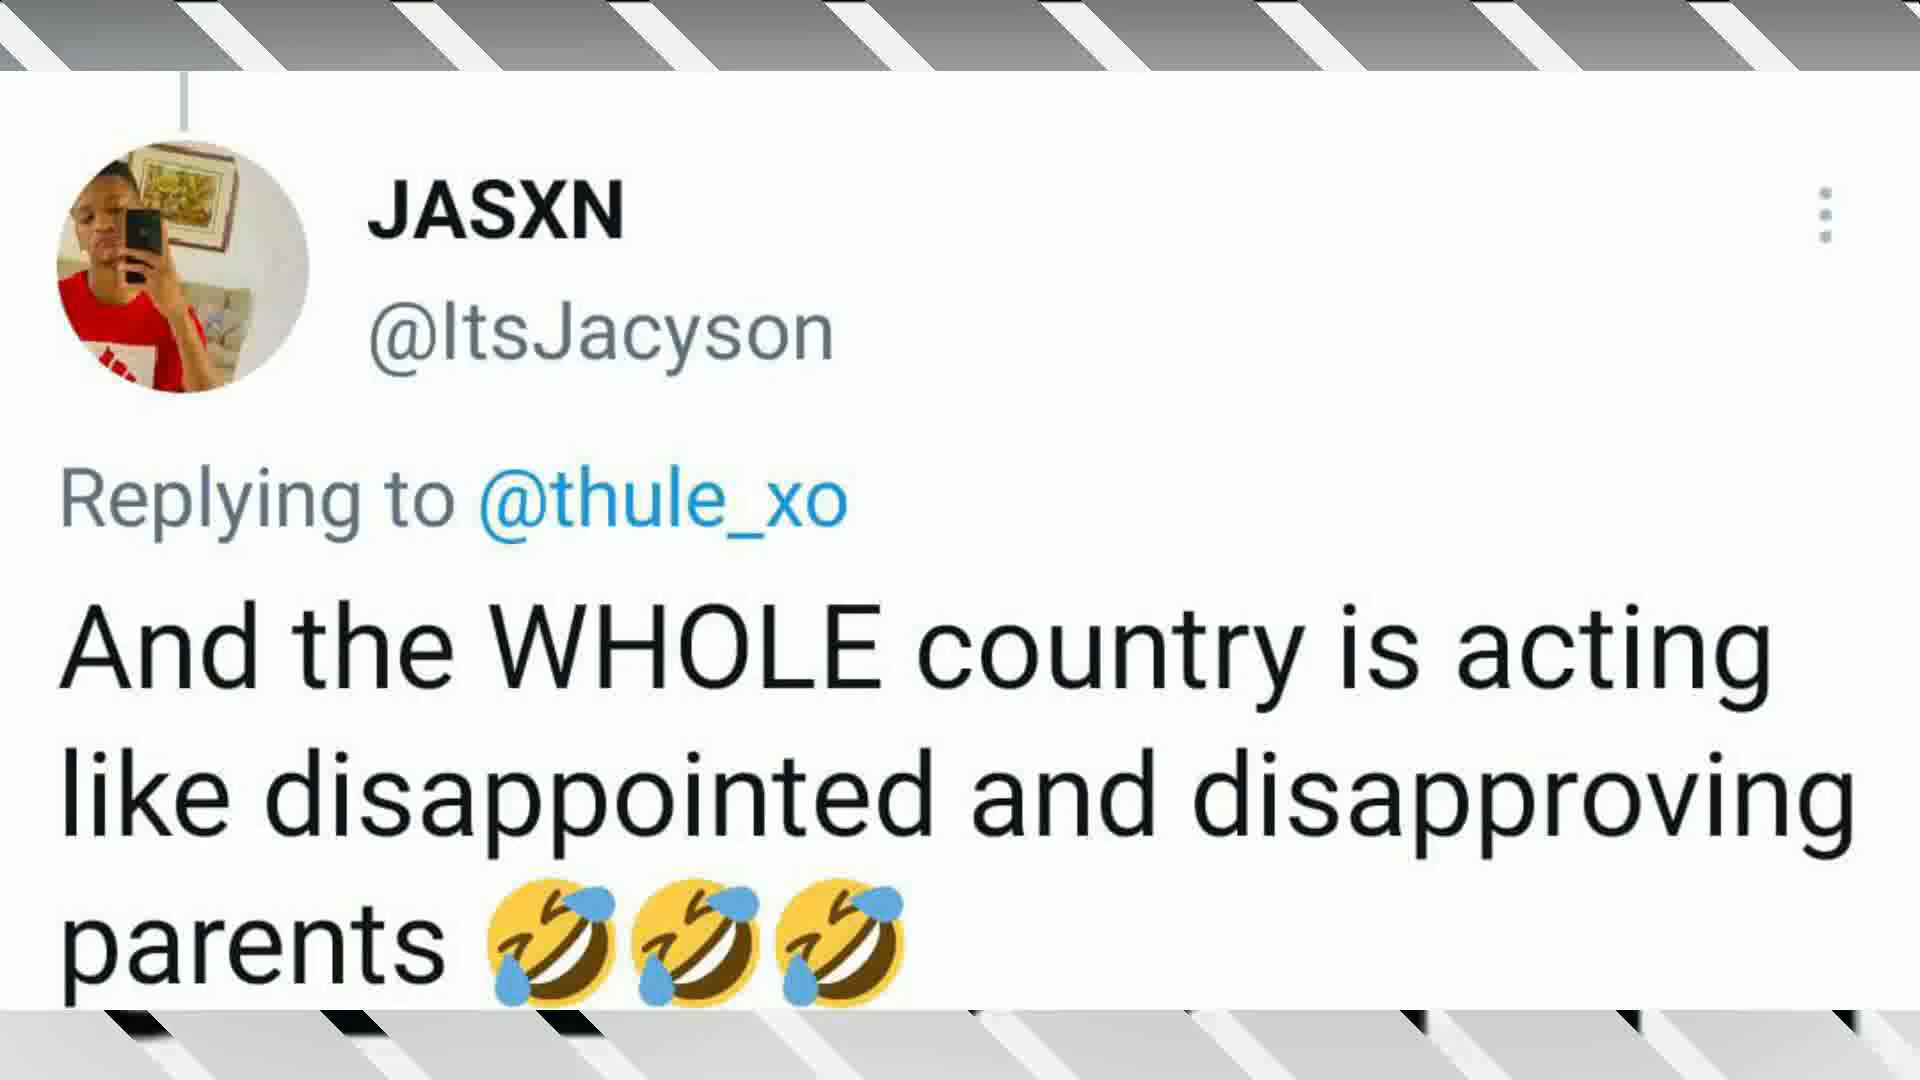 JASXN
@ItsJacyson
Replying to @thule_xo
And the WHOLE country is acting
like disappointed and disapproving
parents 🤣🤣🤣